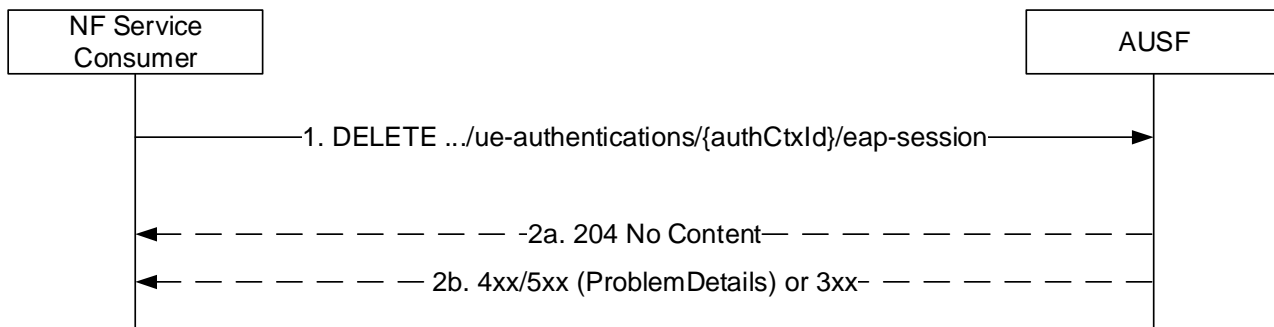 NF Service
Consumer
AUSF
1. DELETE .../ue-authentications/{authCtxId}/eap-session
2a. 204 No Content
2b. 4xx/5xx (ProblemDetails) or 3xx